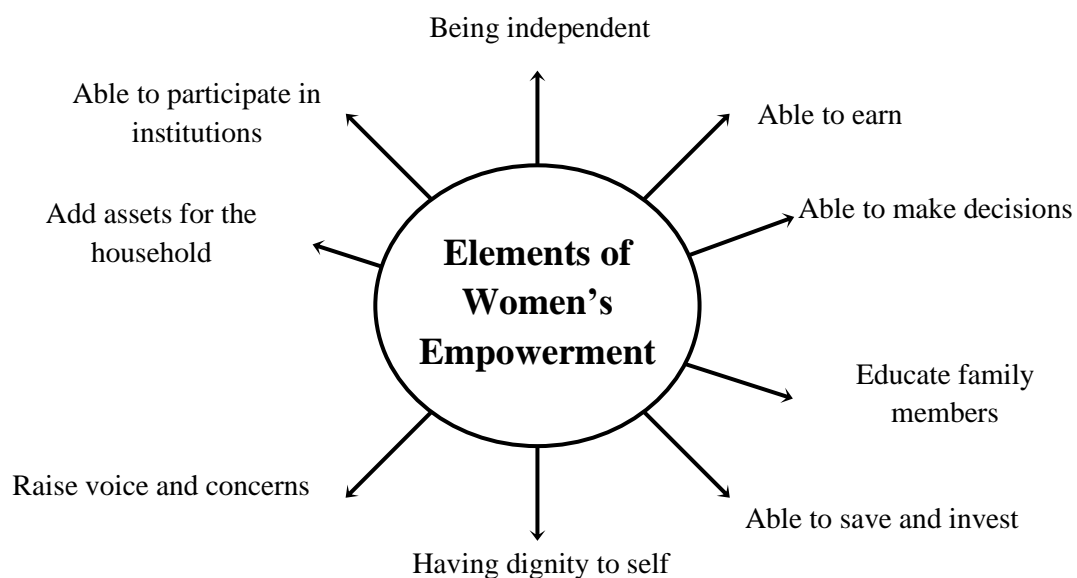 Being independent
Able to participate in
institutions
Able to earn
Add assets for the
household
Able to make decisions
Elements of
Women’s
Empowerment
Educate family
members
Raise voice and concerns
Able to save and invest
Having dignity to self